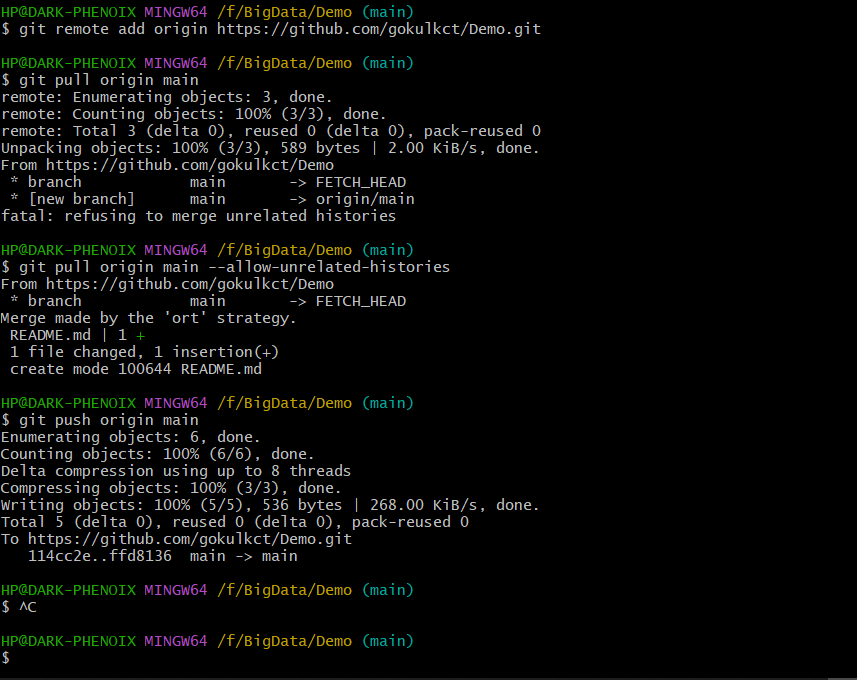 HP@DARK-PHENOIX MINGW64 /f/BigData/Demo (main)
$ git remote add origin https://github.com/gokulkct/Demo.git
HP@DARK-PHENOIX MINGW64 /f/BigData/Demo (main)
$ git pull origin main
remote: Enumerating objects: 3, done.
remote: Counting objects: 100% (3/3), done.
remote: Total 3 (delta 0), reused 0 (delta 0), pack-reused 0
Unpacking objects: 100% (3/3), 589 bytes | 2.00 KiB/s, done.
From https://github.com/gokulkct/Demo
 * branch            main       -> FETCH_HEAD
 * [new branch]      main       -> origin/main
fatal: refusing to merge unrelated histories
HP@DARK-PHENOIX MINGW64 /f/BigData/Demo (main)
$ git pull origin main --allow-unrelated-histories
From https://github.com/gokulkct/Demo
 * branch            main       -> FETCH_HEAD
Merge made by the 'ort' strategy.
 README.md | 1 +
 1 file changed, 1 insertion(+)
 create mode 100644 README.md
HP@DARK-PHENOIX MINGW64 /f/BigData/Demo (main)
$ git push origin main
Enumerating objects: 6, done.
Counting objects: 100% (6/6), done.
Delta compression using up to 8 threads
Compressing objects: 100% (3/3), done.
Writing objects: 100% (5/5), 536 bytes | 268.00 KiB/s, done.
Total 5 (delta 0), reused 0 (delta 0), pack-reused 0
To https://github.com/gokulkct/Demo.git
   114cc2e..ffd8136  main -> main
HP@DARK-PHENOIX MINGW64 /f/BigData/Demo (main)
$ ^C
HP@DARK-PHENOIX MINGW64 /f/BigData/Demo (main)
$